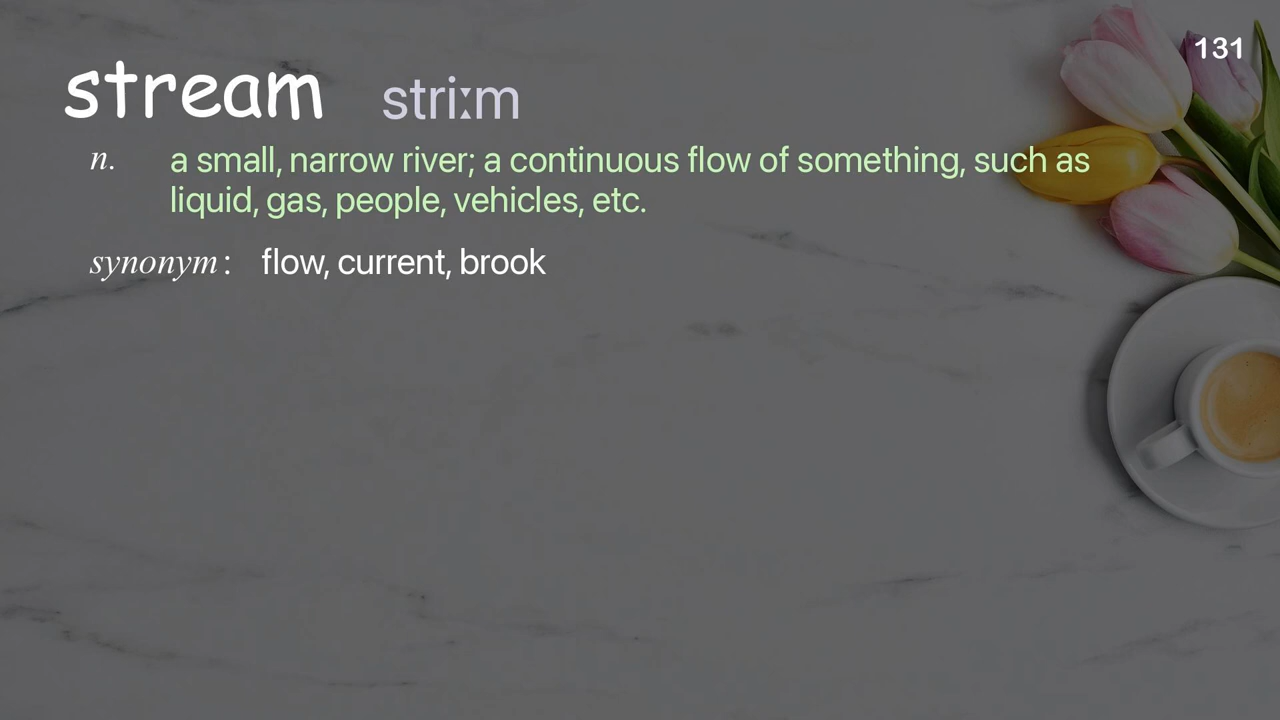 131
stream striːm
n. a small, narrow river; a continuous flow of something, such as
liquid, gas, people, vehicles, etc.
synonym : flow, current, brook